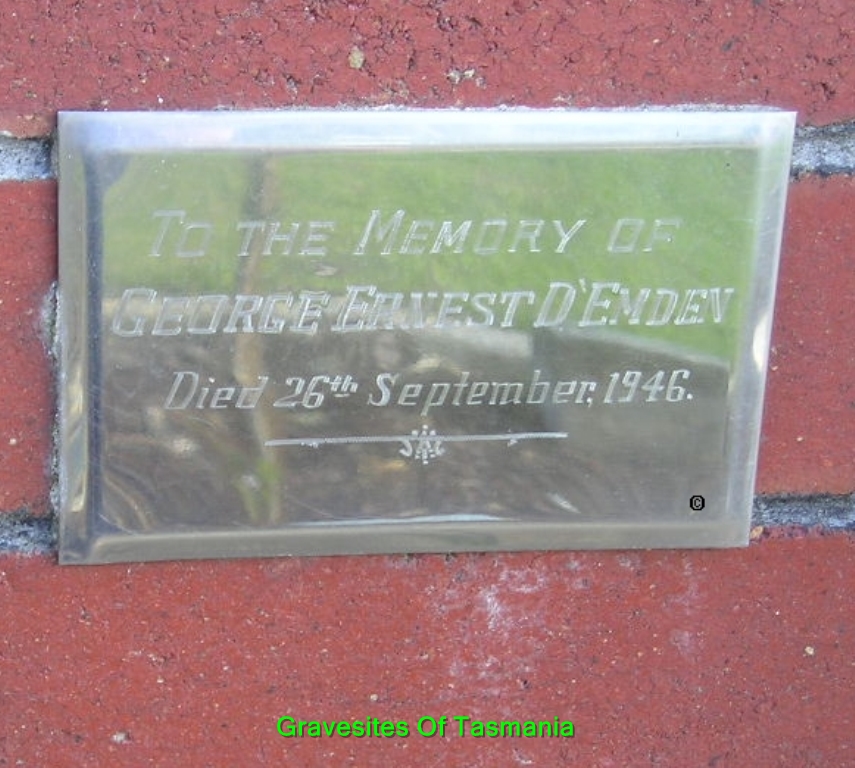 To the Memory of
George Ernest D'Emden
Died 26th September, 1946.
©
Gravesites Of Tasmania